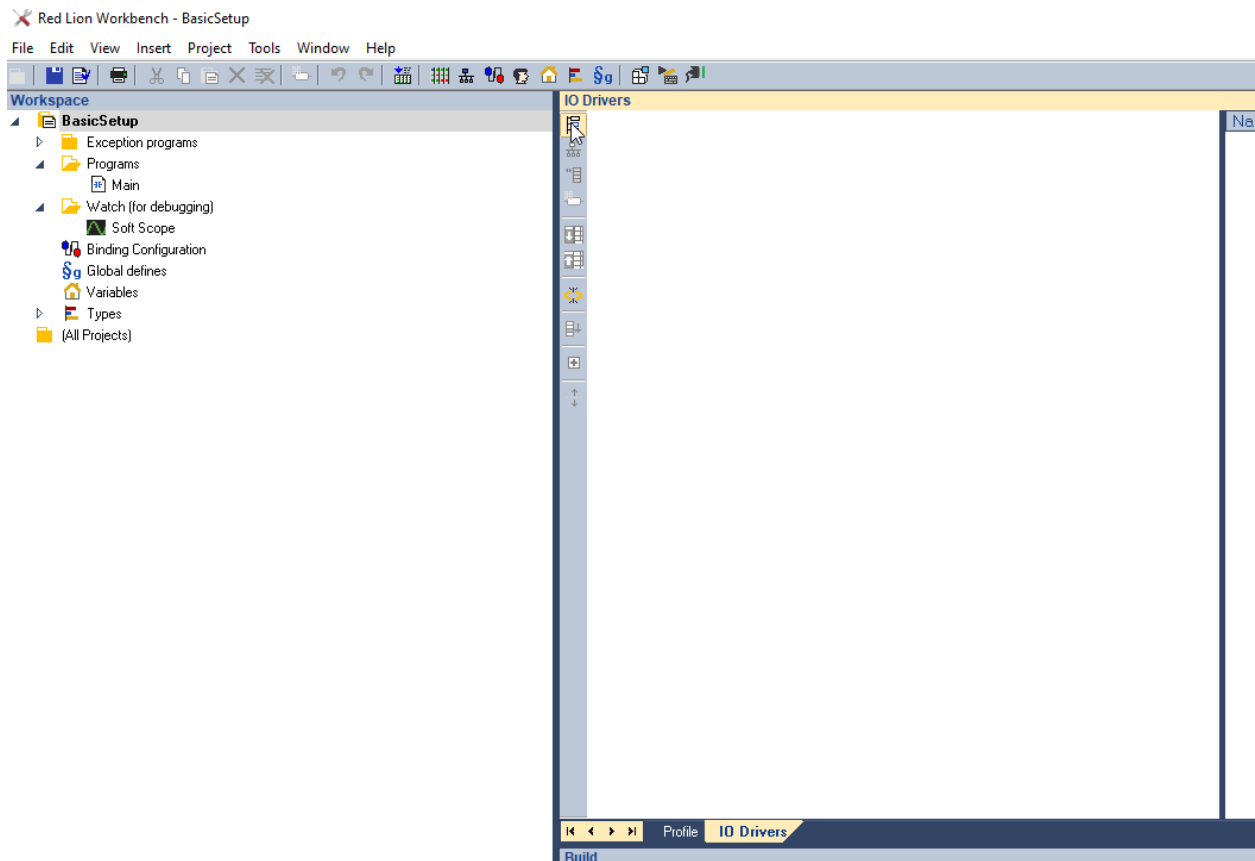 Red Lion Workbench - BasicSetup
File Edit View Insert Project Tools Window Help
Workspace
BasicSetup
Exception programs
Programs
Main
Watch (for debugging)
Soft Scope
Binding Configuration
§g Global defines
Variables
Types
(All Projects)
IO Drivers
Na
Profile IO Drivers
Build